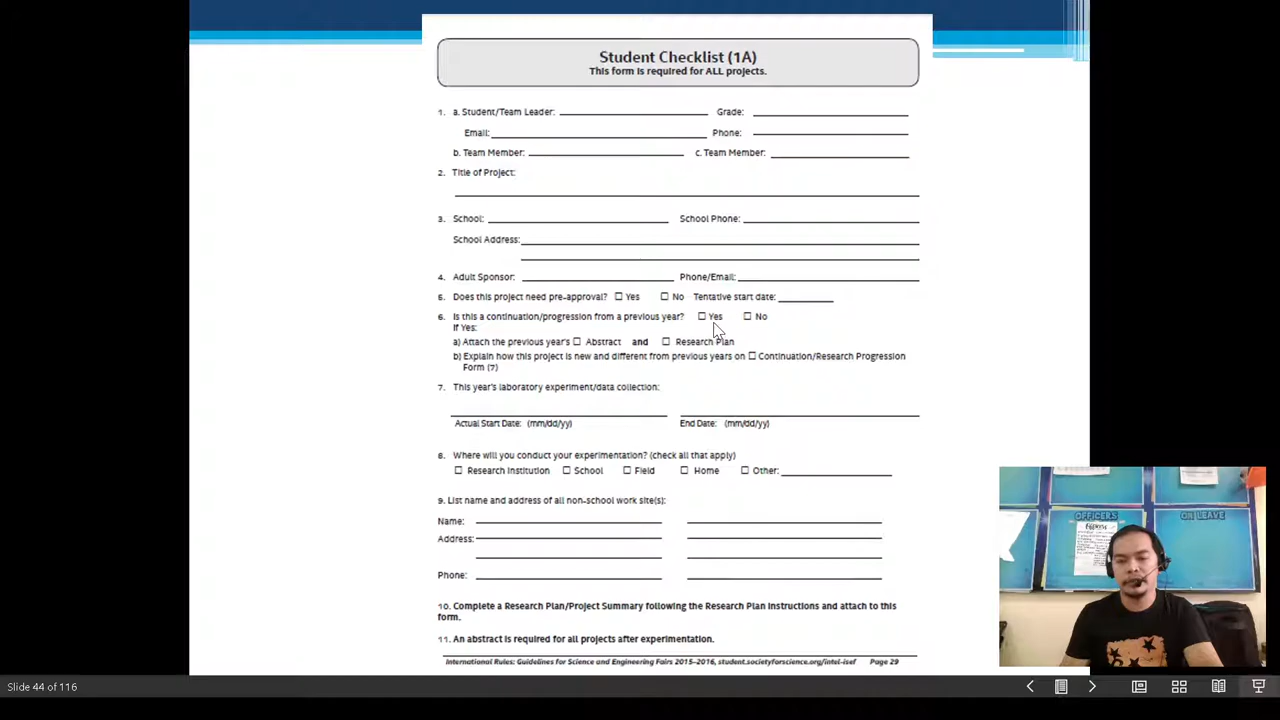 Student Checklist (1A)
This form is required for ALL projects.
1. a. Student/Team Leader: Grade:
Email: Phone:
b. Team Member: c. Team Member:
2. Title of Project:
3. School: School Phone:
School Address:
4. Adult Sponsor: Phone/Email:
5. Does this project need pre-approval? ☐ Yes ☐ No Tentative start date:
6. Is this a continuation/progression from a previous year? ☐ Yes ☐ No
If Yes:
a) Attach the previous year's ☐ Abstract and ☐ Research Plan
b) Explain how this project is new and different from previous years on ☐ Continuation/Research Progression
Form (7)
7. This year's laboratory experiment/data collection:
Actual Start Date: (mm/dd/yy) End Date: (mm/dd/yy)
8. Where will you conduct your experimentation? (check all that apply)
☐ Research Institution ☐ School ☐ Field ☐ Home ☐ Other:
9. List name and address of all non-school work site(s):
Name:
Address:
Phone:
10. Complete a Research Plan/Project Summary following the Research Plan instructions and attach to this
form.
11. An abstract is required for all projects after experimentation.
International Rules: Guidelines for Science and Engineering Fairs 2015–2016, student.societyforscience.org/intel-isef Page 29
OFFICERS
ON LEAVE
Slide 44 of 116